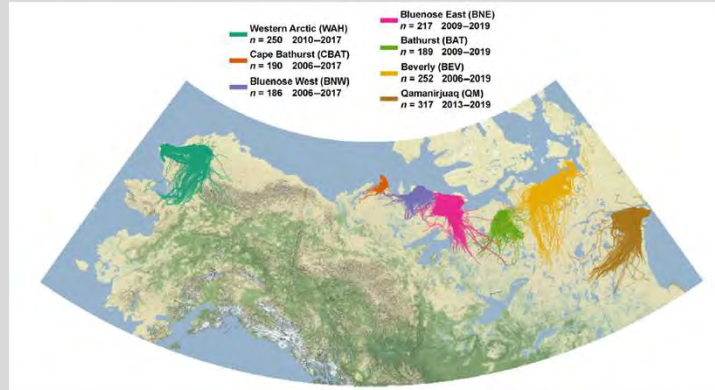 Western Arctic (WAH)
n = 250 2010–2017
Cape Bathurst (CBAT)
n = 190 2006–2017
Bluenose West (BNW)
n = 186 2006–2017
Bluenose East (BNE)
n = 217 2009–2019
Bathurst (BAT)
n = 189 2009–2019
Beverly (BEV)
n = 252 2006–2019
Qamanirjuaq (QM)
n = 317 2013–2019